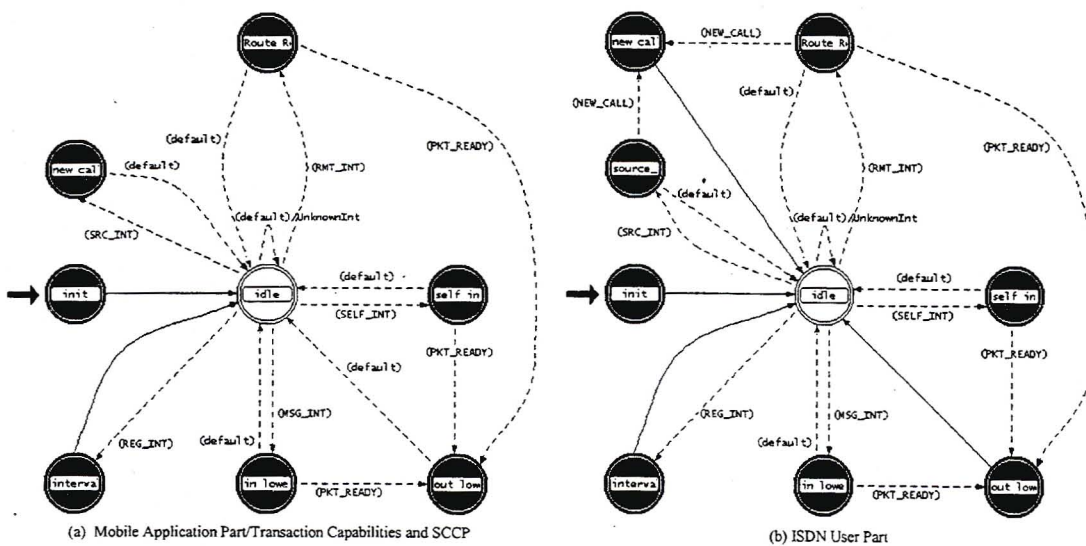 Route R
(default)
(default)
(RMT_INT)
(PKT_READY)
new cal
(default)
(SRC_INT)
(default)/UnknownInt
init
idle
(default)
self in
(SELF_INT)
(PKT_READY)
(default)
(REG_INT)
(MSG_INT)
(default)
interva
in lowe
(PKT_READY)
out low
(a) Mobile Application Part/Transaction Capabilities and SCCP
new cal
(NEW_CALL)
Route R
(NEW_CALL)
(default)
(PKT_READY)
source_
(default)
(RMT_INT)
(SRC_INT)
(default)/UnknownInt
init
idle
(default)
self in
(SELF_INT)
(PKT_READY)
(REG_INT)
(MSG_INT)
(default)
interva
in lowe
(PKT_READY)
out low
(b) ISDN User Part